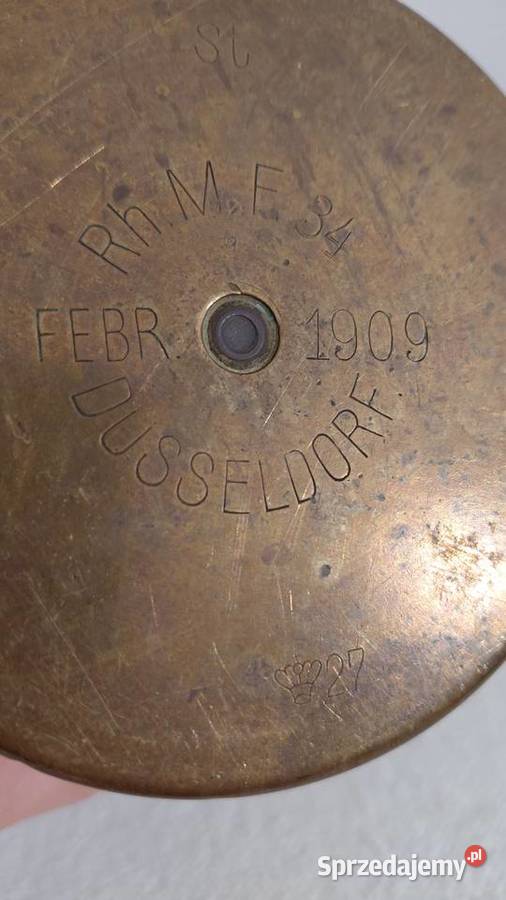 St
Rh.M.F. 34
FEBR. 1909
DUSSELDORF
27
Sprzedajemy.pl